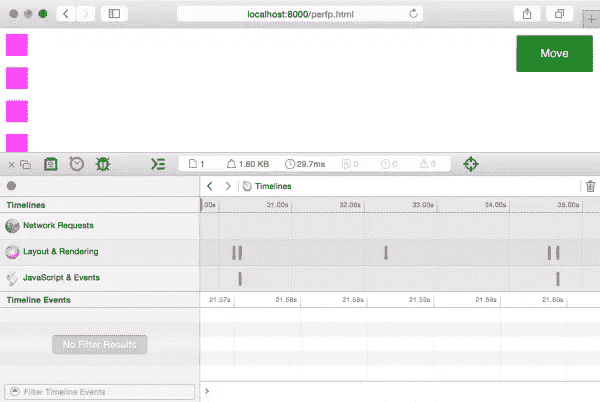 localhost:8000/perfp.html
Move
1 1.80 KB 29.7ms 0 0 0
Timelines
Timelines .00s 31.00s 32.00s 33.00s 34.00s 35.00s
Network Requests
Layout & Rendering
JavaScript & Events
Timeline Events 21.57s 21.58s 21.58s 21.59s 21.59s 21.60s
No Filter Results
Filter Timeline Events